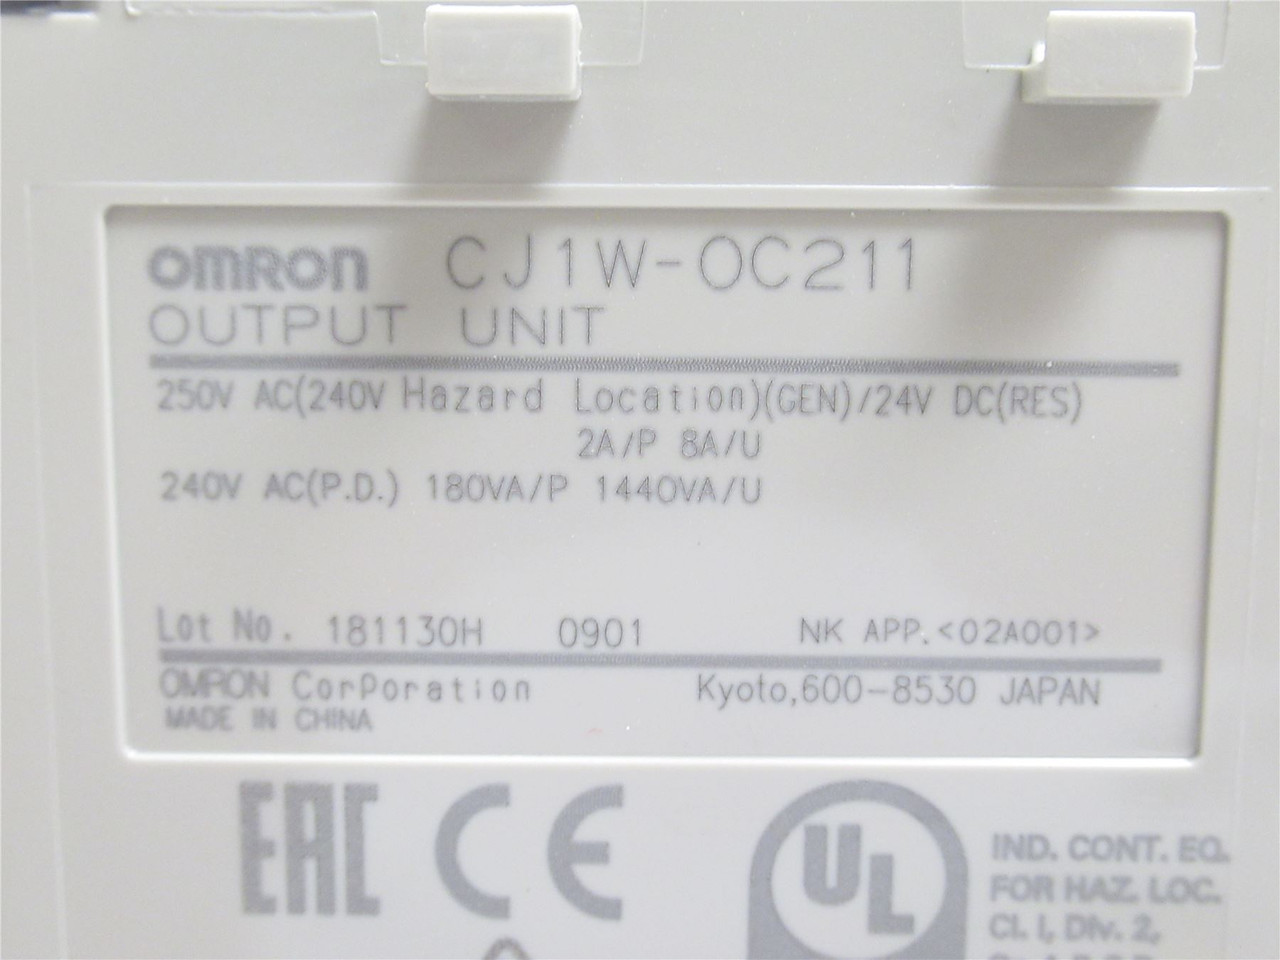 OMRON CJ1W-OC211
OUTPUT UNIT
250V AC(240V Hazard Location)(GEN)/24V DC(RES)
2A/P 8A/U
240V AC(P.D.) 180VA/P 1440VA/U
Lot No. 181130H 0901 NK APP.<02A001>
OMRON CorPoration Kyoto,600-8530 JAPAN
MADE IN CHINA
EAC CE UL
IND. CONT. EQ.
FOR HAZ. LOC.
Cl. I, Div. 2,